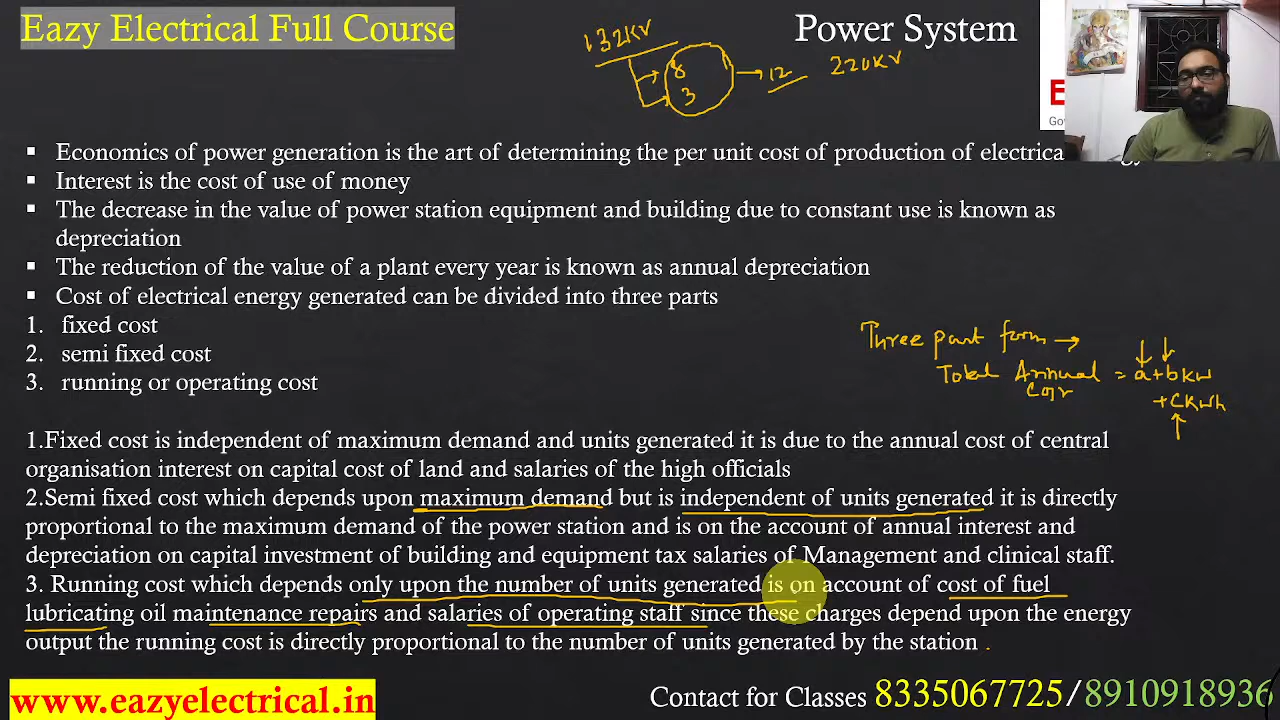 Eazy Electrical Full Course
Power System
132KV
8
3
12
220KV
E
Gov
▪ Economics of power generation is the art of determining the per unit cost of production of electrica
▪ Interest is the cost of use of money
▪ The decrease in the value of power station equipment and building due to constant use is known as
depreciation
▪ The reduction of the value of a plant every year is known as annual depreciation
▪ Cost of electrical energy generated can be divided into three parts
1. fixed cost
2. semi fixed cost
3. running or operating cost
Three part form →
Total Annual = a+bkw
Cost
+ckwh
1.Fixed cost is independent of maximum demand and units generated it is due to the annual cost of central
organisation interest on capital cost of land and salaries of the high officials
2.Semi fixed cost which depends upon maximum demand but is independent of units generated it is directly
proportional to the maximum demand of the power station and is on the account of annual interest and
depreciation on capital investment of building and equipment tax salaries of Management and clinical staff.
3. Running cost which depends only upon the number of units generated is on account of cost of fuel
lubricating oil maintenance repairs and salaries of operating staff since these charges depend upon the energy
output the running cost is directly proportional to the number of units generated by the station .
www.eazyelectrical.in
Contact for Classes 8335067725/8910918936